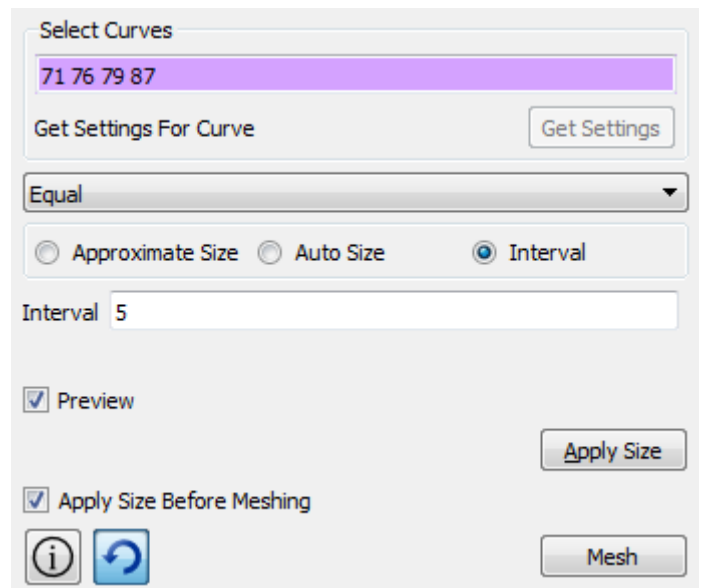 Select Curves
71 76 79 87
Get Settings For Curve Get Settings
Equal
Approximate Size Auto Size Interval
Interval 5
Preview
Apply Size
Apply Size Before Meshing
Mesh